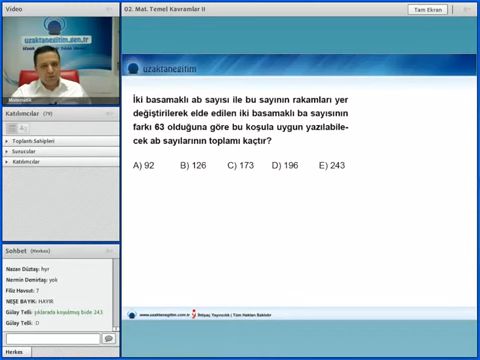 Video
02. Mat. Temel Kavramlar II
Tam Ekran
uzaktanegitim.gen.tr
Matematik
Katılımcılar
Toplantı Sahipleri
Sunucular
Katılımcılar
uzaktanegitim
İki basamaklı ab sayısı ile bu sayının rakamları yer
değiştirilerek elde edilen iki basamaklı ba sayısının
farkı 63 olduğuna göre bu koşula uygun yazılabile-
cek ab sayılarının toplamı kaçtır?
A) 92 B) 126 C) 173 D) 196 E) 243
Sohbet (Herkes)
Nazan Düztaş: hyr
Nermin Demirtaş: yok
Filiz Havsut: 7
NEŞE BAYIK: HAYIR
Gülay Telli: şıklarada koyulmuş bide 243
Gülay Telli: :D
Herkes
www.uzaktanegitim.gen.tr | İhtiyaç Yayıncılık | Tüm Hakları Saklıdır